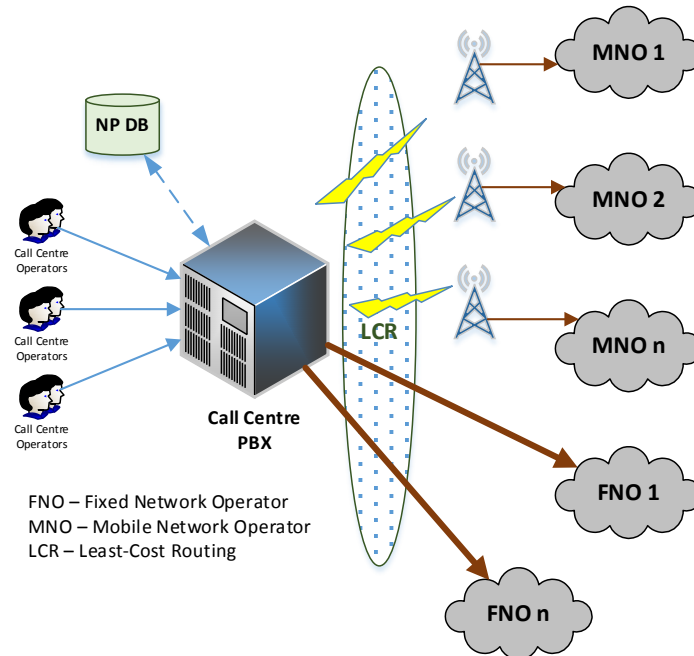 MNO 1
NP DB
MNO 2
Call Centre
Operators
Call Centre
Operators
LCR
MNO n
Call Centre
Operators
Call Centre
PBX
FNO 1
FNO – Fixed Network Operator
MNO – Mobile Network Operator
LCR – Least-Cost Routing
FNO n